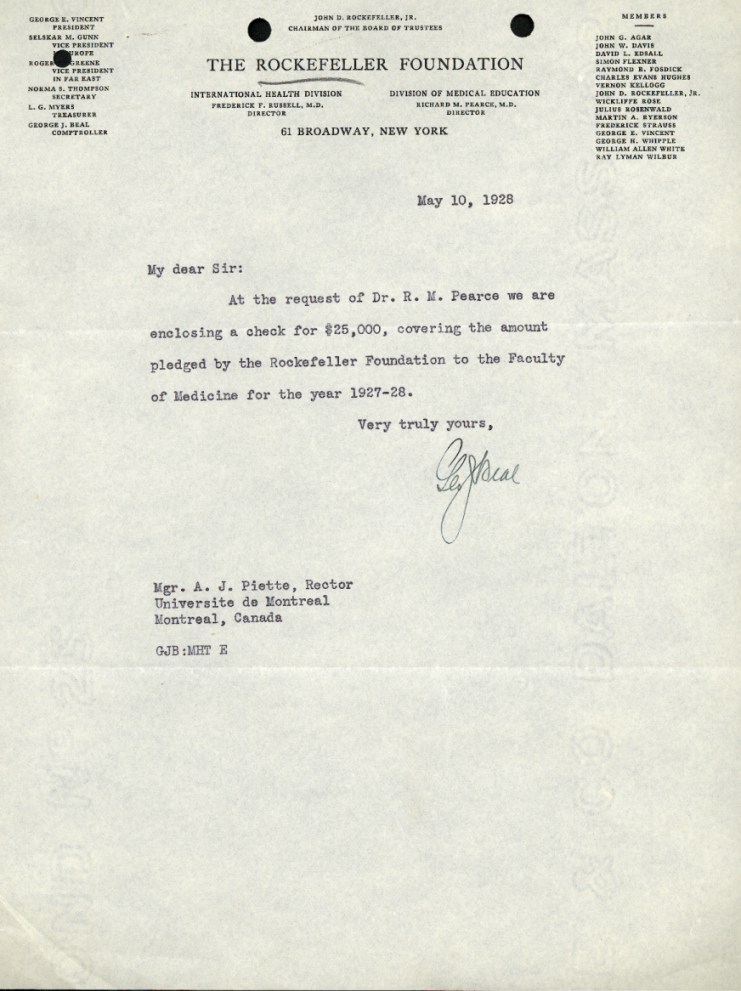 GEORGE E. VINCENT
PRESIDENT
SELSKAR M. GUNN
VICE PRESIDENT
EUROPE
ROGER GREENE
VICE PRESIDENT
IN FAR EAST
NORMA S. THOMPSON
SECRETARY
L. G. MYERS
TREASURER
GEORGE J. BEAL
COMPTROLLER
JOHN D. ROCKEFELLER, JR.
CHAIRMAN OF THE BOARD OF TRUSTEES
THE ROCKEFELLER FOUNDATION
INTERNATIONAL HEALTH DIVISION
FREDERICK F. RUSSELL, M.D.
DIRECTOR
DIVISION OF MEDICAL EDUCATION
RICHARD M. PEARCE, M.D.
DIRECTOR
61 BROADWAY, NEW YORK
MEMBERS
JOHN G. AGAR
JOHN W. DAVIS
DAVID L. EDSALL
SIMON FLEXNER
RAYMOND B. FOSDICK
CHARLES EVANS HUGHES
VERNON KELLOGG
JOHN D. ROCKEFELLER, JR.
WICKLIFFE ROSE
JULIUS ROSENWALD
MARTIN A. RYERSON
FREDERICK STRAUSS
GEORGE E. VINCENT
GEORGE H. WHIPPLE
WILLIAM ALLEN WHITE
RAY LYMAN WILBUR
May 10, 1928
My dear Sir:
At the request of Dr. R. M. Pearce we are
enclosing a check for $25,000, covering the amount
pledged by the Rockefeller Foundation to the Faculty
of Medicine for the year 1927-28.
Very truly yours,
Geo J Beal
Mgr. A. J. Piette, Rector
Universite de Montreal
Montreal, Canada
GJB:MHT E